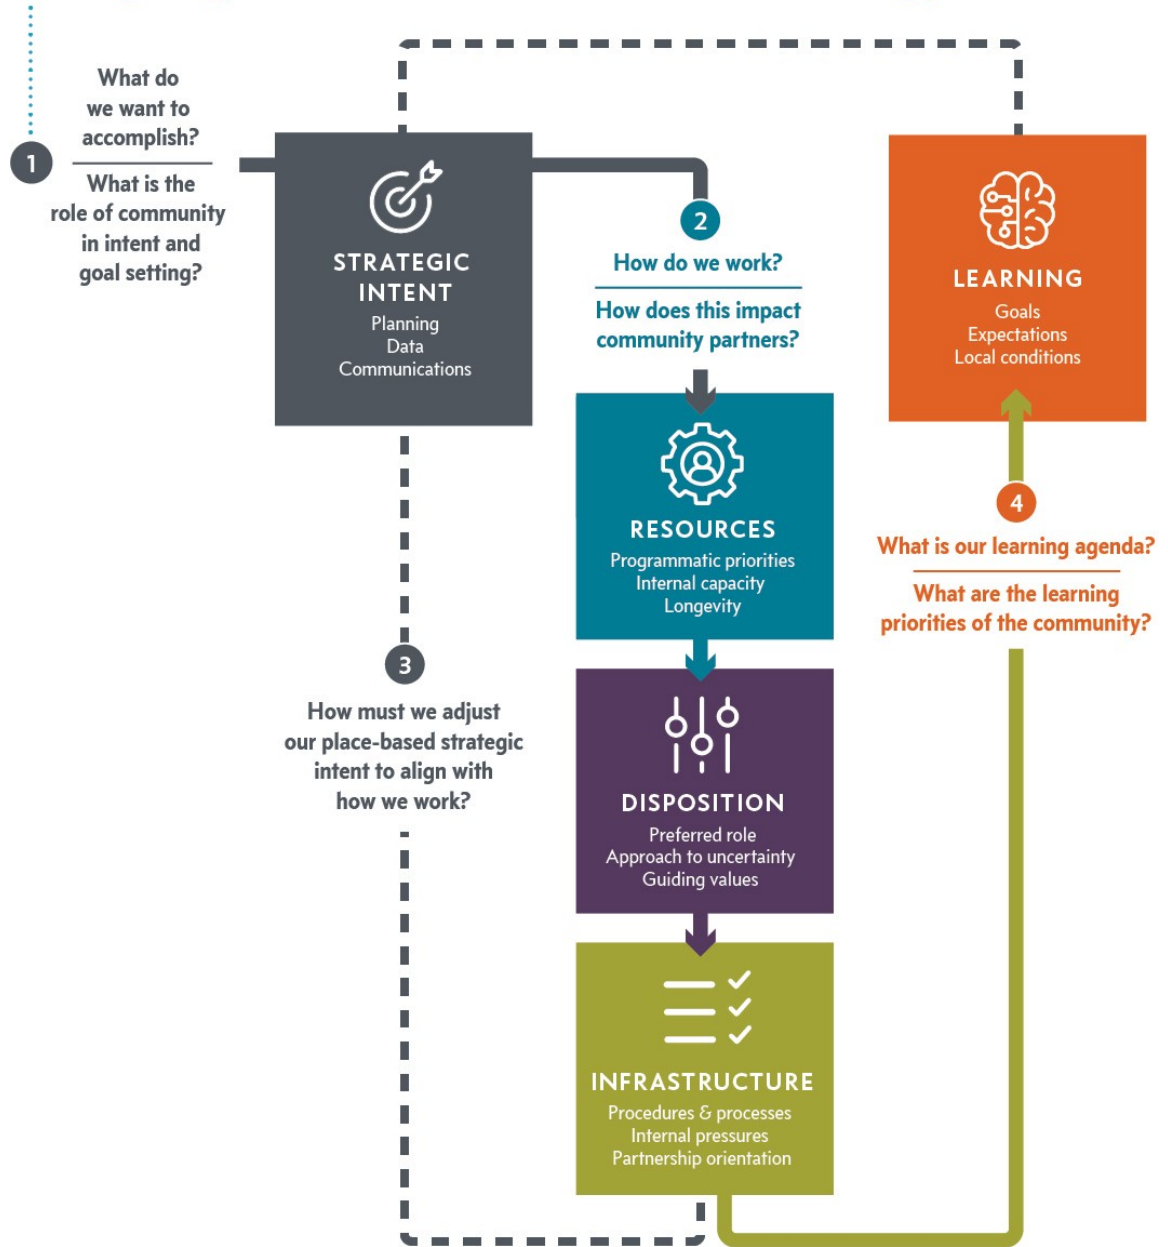 1
What do
we want to
accomplish?
What is the
role of community
in intent and
goal setting?
STRATEGIC
INTENT
Planning
Data
Communications
2
How do we work?
How does this impact
community partners?
RESOURCES
Programmatic priorities
Internal capacity
Longevity
DISPOSITION
Preferred role
Approach to uncertainty
Guiding values
INFRASTRUCTURE
Procedures & processes
Internal pressures
Partnership orientation
3
How must we adjust
our place-based strategic
intent to align with
how we work?
LEARNING
Goals
Expectations
Local conditions
4
What is our learning agenda?
What are the learning
priorities of the community?